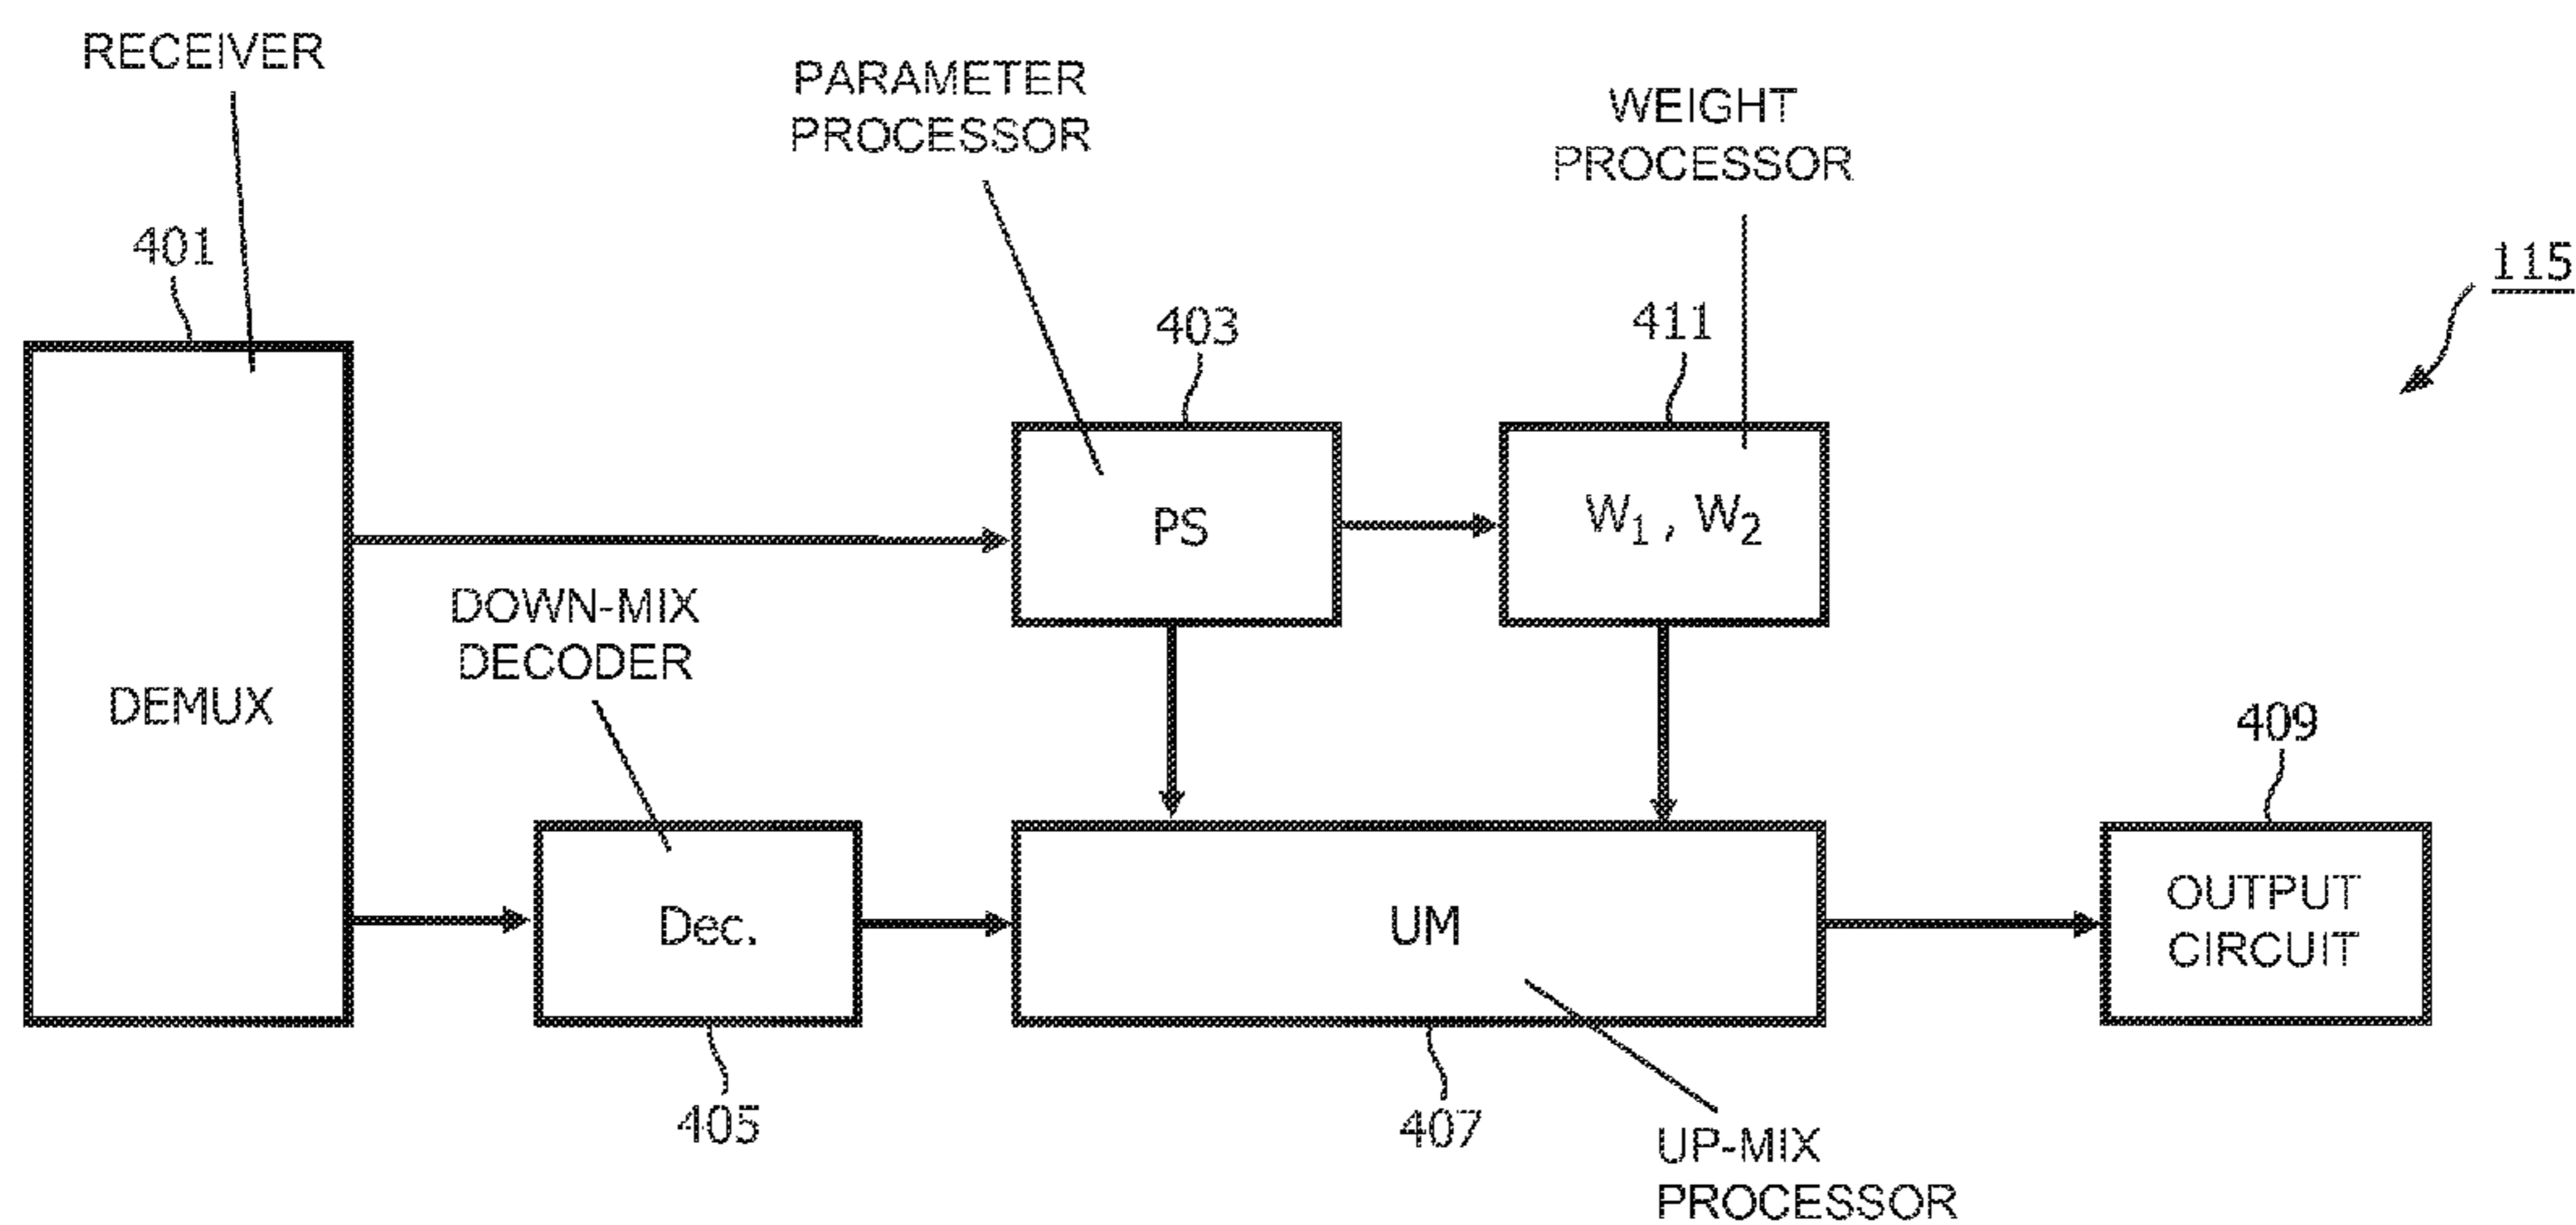 RECEIVER
PARAMETER
PROCESSOR
WEIGHT
PROCESSOR
401
115
403
411
PS
W1, W2
DOWN-MIX
DECODER
DEMUX
409
Dec.
UM
OUTPUT
CIRCUIT
405
407
UP-MIX
PROCESSOR